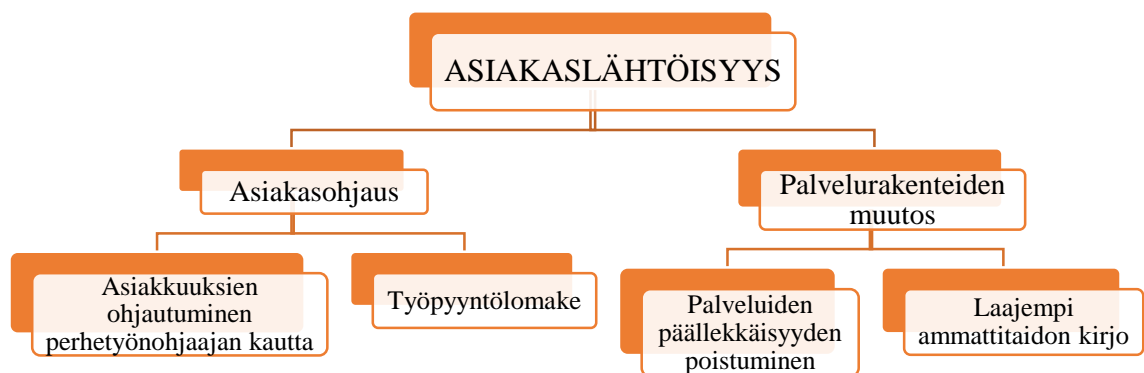 ASIAKASLÄHTÖISYYS
Asiakasohjaus
Palvelurakenteiden
muutos
Asiakkuuksien
ohjautuminen
perhetyönohjaajan kautta
Työpyyntölomake
Palveluiden
päällekkäisyyden
poistuminen
Laajempi
ammattitaidon kirjo